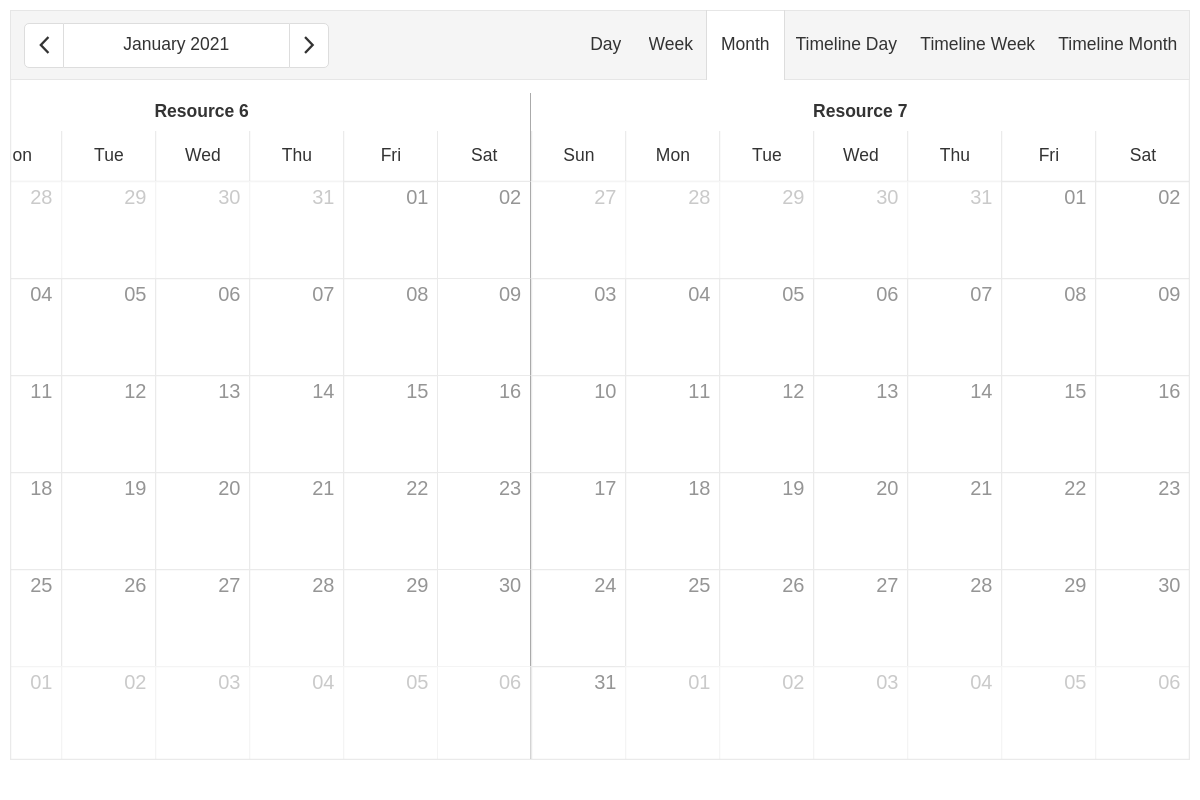 January 2021 Day Week Month Timeline Day Timeline Week Timeline Month
Resource 6 Resource 7
on Tue Wed Thu Fri Sat Sun Mon Tue Wed Thu Fri Sat
28 29 30 31 01 02 27 28 29 30 31 01 02
04 05 06 07 08 09 03 04 05 06 07 08 09
11 12 13 14 15 16 10 11 12 13 14 15 16
18 19 20 21 22 23 17 18 19 20 21 22 23
25 26 27 28 29 30 24 25 26 27 28 29 30
01 02 03 04 05 06 31 01 02 03 04 05 06